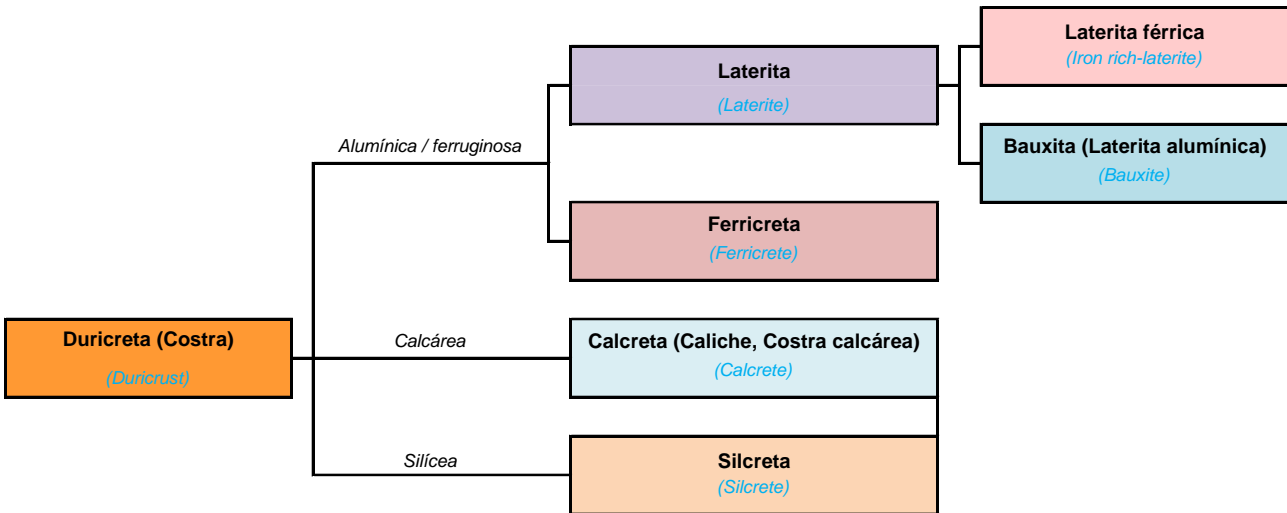 Laterita férrica
(Iron rich-laterite)
Laterita
(Laterite)
Bauxita (Laterita alumínica)
(Bauxite)
Alumínica / ferruginosa
Ferricreta
(Ferricrete)
Duricreta (Costra)
(Duricrust)
Calcárea
Calcreta (Caliche, Costra calcárea)
(Calcrete)
Silícea
Silcreta
(Silcrete)